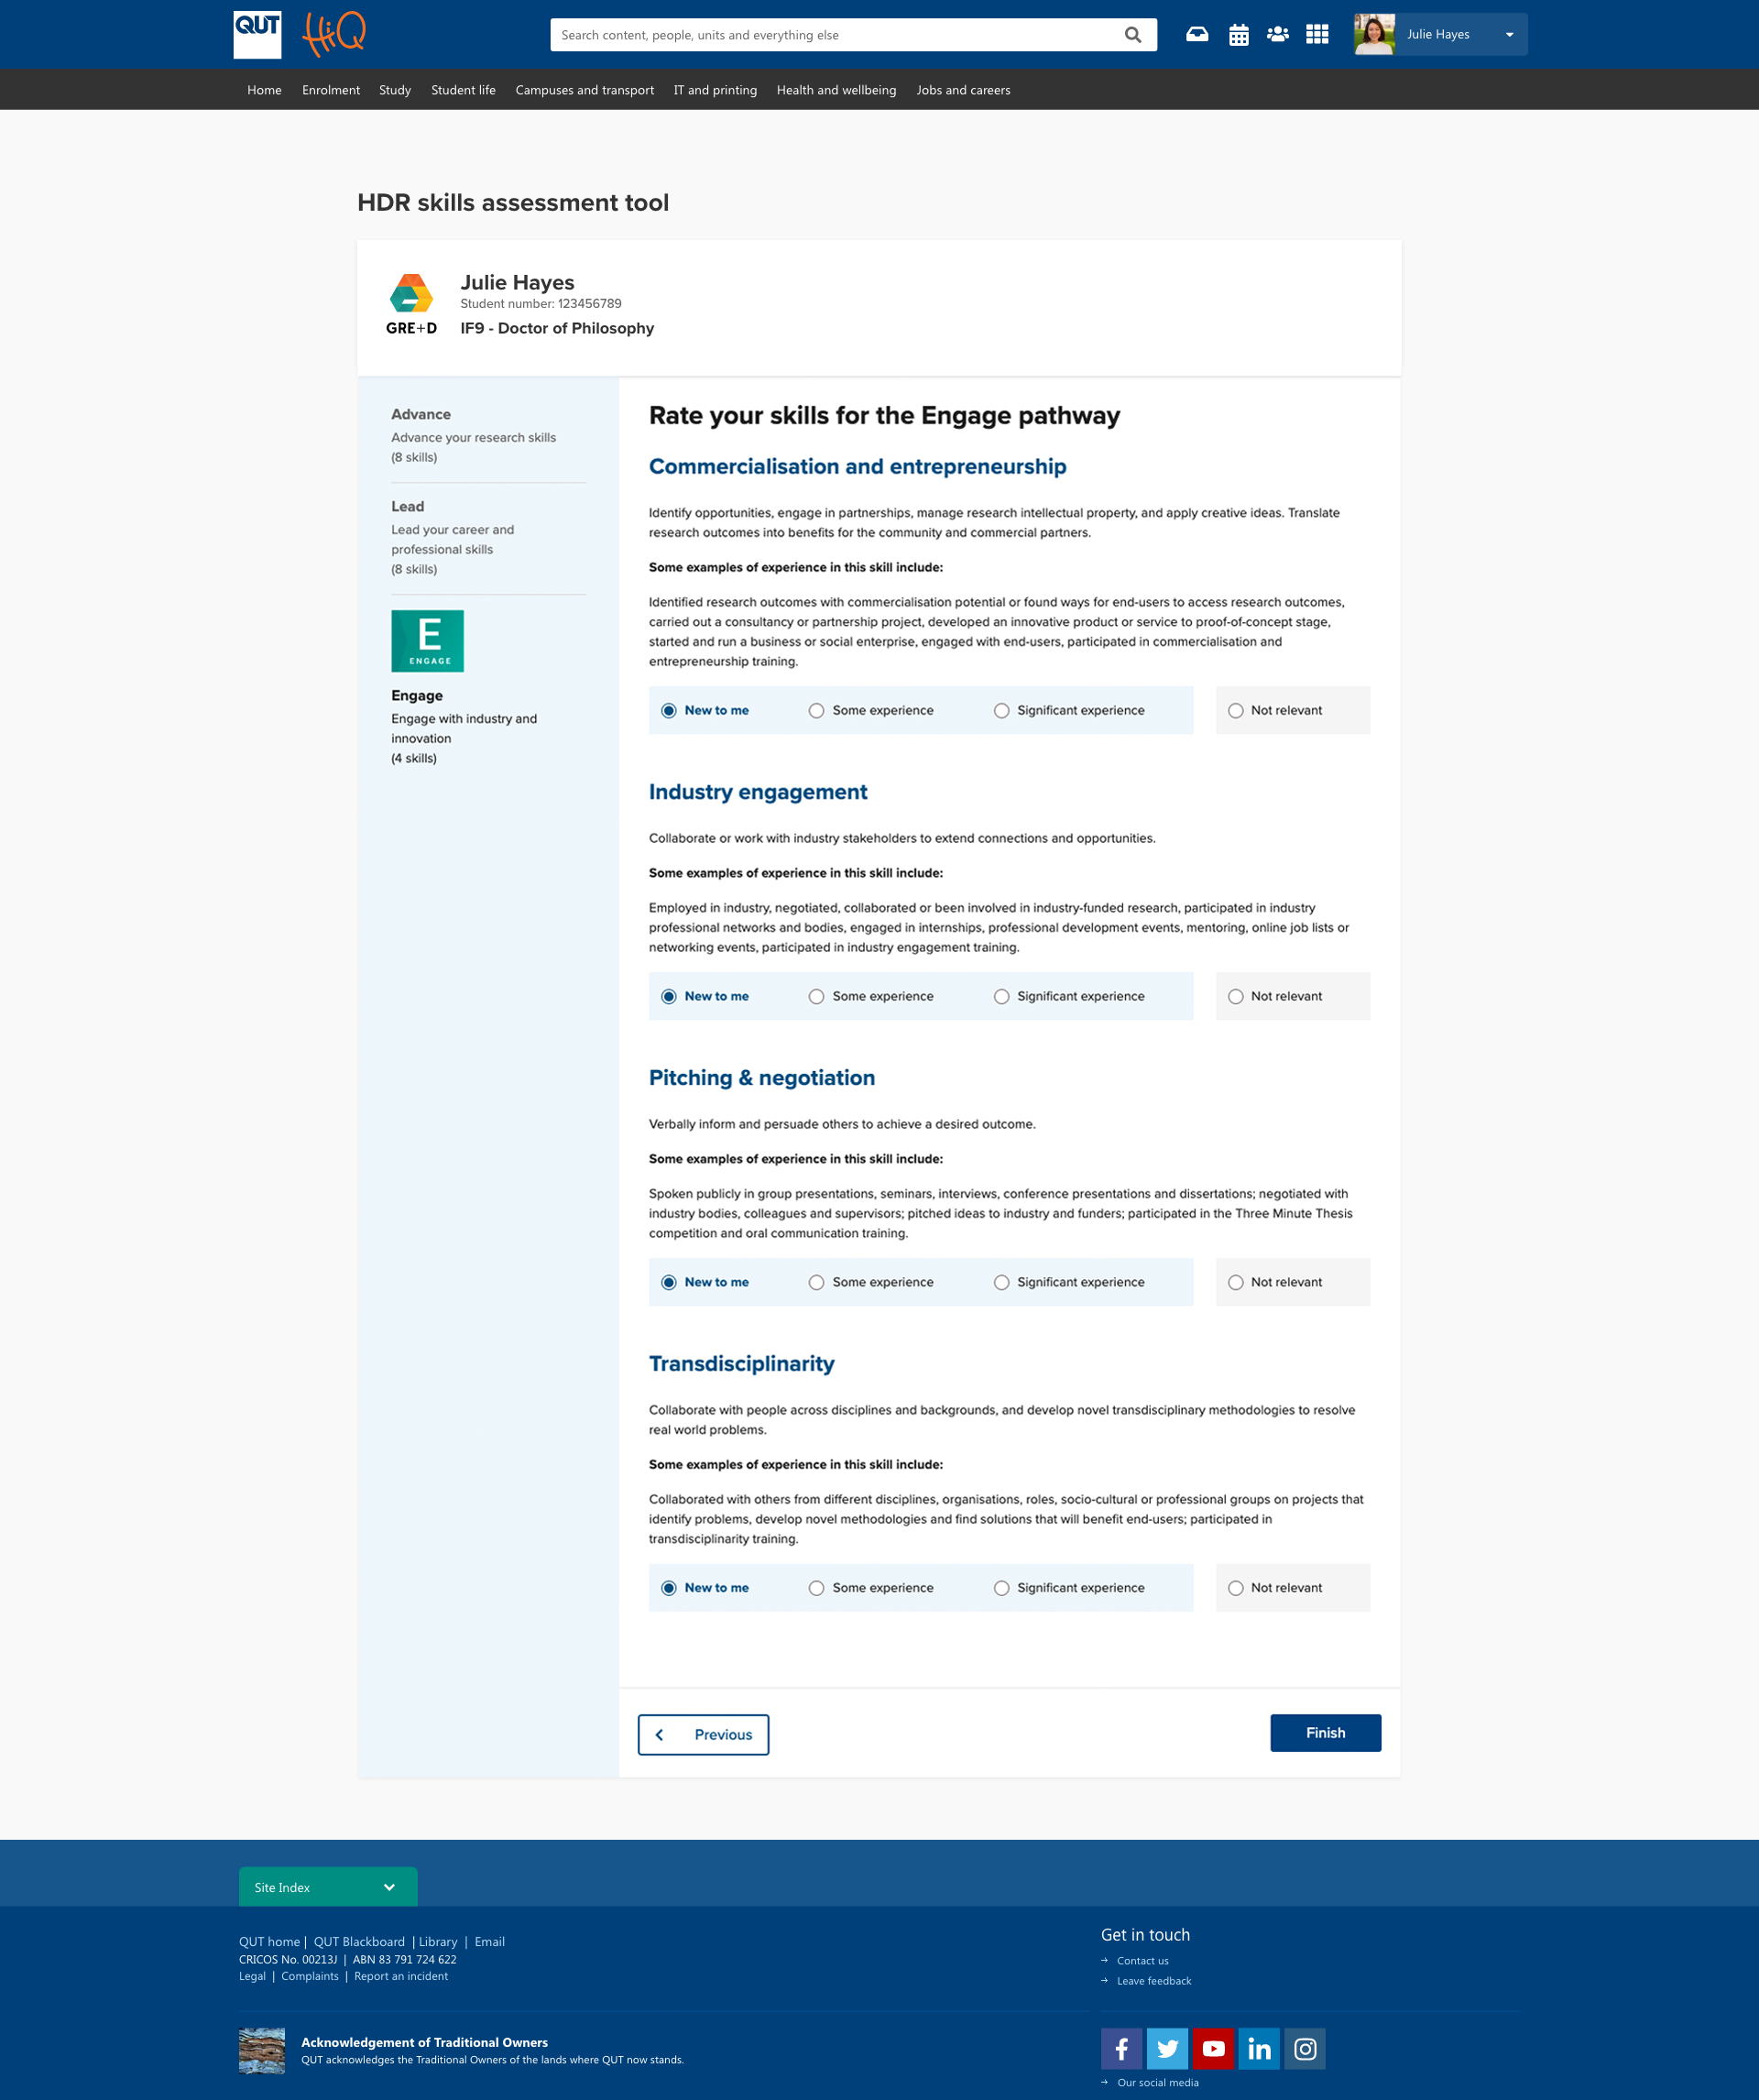 QUT HiQ
Search content, people, units and everything else
Julie Hayes
Home Enrolment Study Student life Campuses and transport IT and printing Health and wellbeing Jobs and careers
HDR skills assessment tool
GRE+D
Julie Hayes
Student number: 123456789
IF9 - Doctor of Philosophy
Advance
Advance your research skills
(8 skills)
Lead
Lead your career and
professional skills
(8 skills)
E
ENGAGE
Engage
Engage with industry and
innovation
(4 skills)
Rate your skills for the Engage pathway
Commercialisation and entrepreneurship
Identify opportunities, engage in partnerships, manage research intellectual property, and apply creative ideas. Translate
research outcomes into benefits for the community and commercial partners.
Some examples of experience in this skill include:
Identified research outcomes with commercialisation potential or found ways for end-users to access research outcomes,
carried out a consultancy or partnership project, developed an innovative product or service to proof-of-concept stage,
started and run a business or social enterprise, engaged with end-users, participated in commercialisation and
entrepreneurship training.
New to me Some experience Significant experience Not relevant
Industry engagement
Collaborate or work with industry stakeholders to extend connections and opportunities.
Some examples of experience in this skill include:
Employed in industry, negotiated, collaborated or been involved in industry-funded research, participated in industry
professional networks and bodies, engaged in internships, professional development events, mentoring, online job lists or
networking events, participated in industry engagement training.
New to me Some experience Significant experience Not relevant
Pitching & negotiation
Verbally inform and persuade others to achieve a desired outcome.
Some examples of experience in this skill include:
Spoken publicly in group presentations, seminars, interviews, conference presentations and dissertations; negotiated with
industry bodies, colleagues and supervisors; pitched ideas to industry and funders; participated in the Three Minute Thesis
competition and oral communication training.
New to me Some experience Significant experience Not relevant
Transdisciplinarity
Collaborate with people across disciplines and backgrounds, and develop novel transdisciplinary methodologies to resolve
real world problems.
Some examples of experience in this skill include:
Collaborated with others from different disciplines, organisations, roles, socio-cultural or professional groups on projects that
identify problems, develop novel methodologies and find solutions that will benefit end-users; participated in
transdisciplinarity training.
New to me Some experience Significant experience Not relevant
Previous
Finish
Site Index
QUT home | QUT Blackboard | Library | Email
CRICOS No. 00213J | ABN 83 791 724 622
Legal | Complaints | Report an incident
Get in touch
Contact us
Leave feedback
Acknowledgement of Traditional Owners
QUT acknowledges the Traditional Owners of the lands where QUT now stands.
Our social media